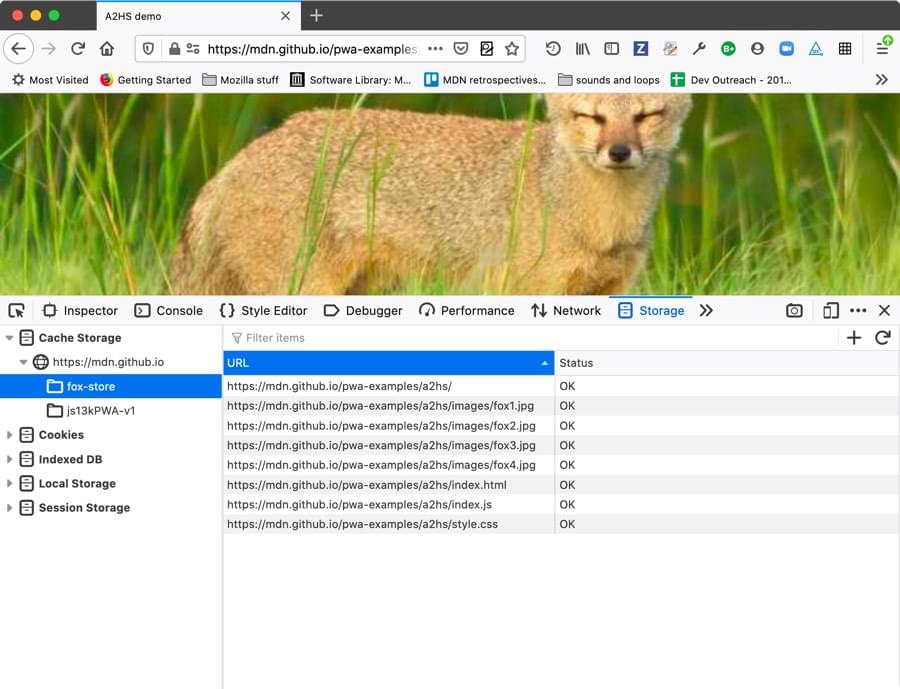 A2HS demo
https://mdn.github.io/pwa-examples
Most Visited Getting Started Mozilla stuff Software Library: M... MDN retrospectives... sounds and loops Dev Outreach - 201...
Inspector Console Style Editor Debugger Performance Network Storage
Cache Storage
https://mdn.github.io
fox-store
js13kPWA-v1
Cookies
Indexed DB
Local Storage
Session Storage
Filter items
URL Status
https://mdn.github.io/pwa-examples/a2hs/ OK
https://mdn.github.io/pwa-examples/a2hs/images/fox1.jpg OK
https://mdn.github.io/pwa-examples/a2hs/images/fox2.jpg OK
https://mdn.github.io/pwa-examples/a2hs/images/fox3.jpg OK
https://mdn.github.io/pwa-examples/a2hs/images/fox4.jpg OK
https://mdn.github.io/pwa-examples/a2hs/index.html OK
https://mdn.github.io/pwa-examples/a2hs/index.js OK
https://mdn.github.io/pwa-examples/a2hs/style.css OK